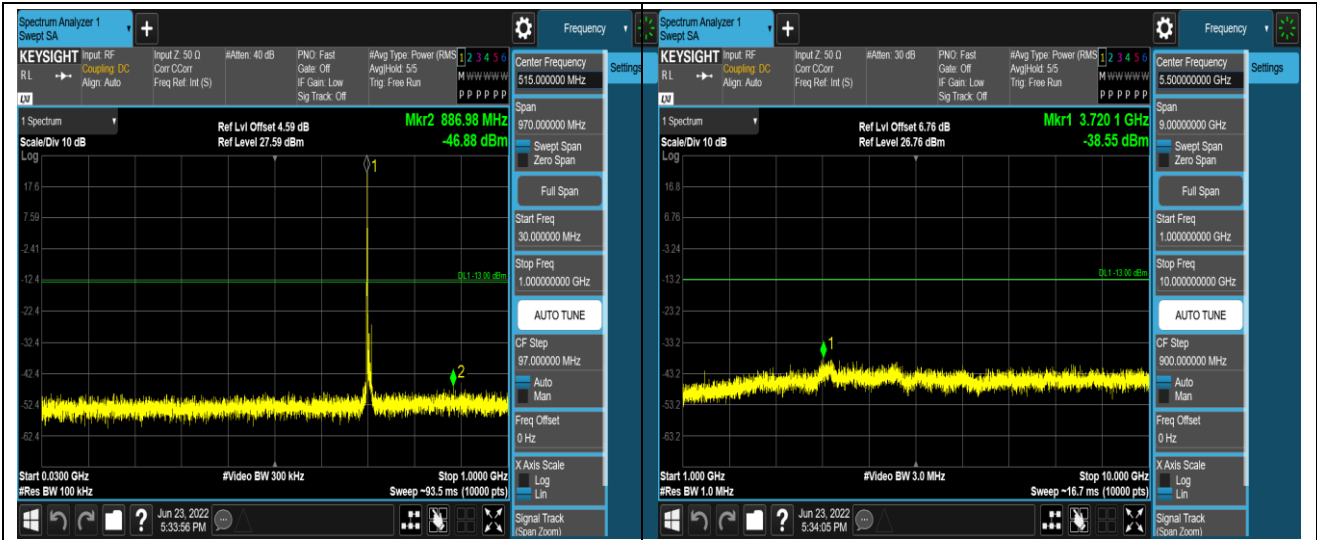 Spectrum Analyzer 1
Swept SA
Frequency
KEYSIGHT
RL
LXI
Input: RF
Coupling: DC
Align: Auto
Input Z: 50 Ω
Corr CCorr
Freq Ref: Int (S)
#Atten: 40 dB
PNO: Fast
Gate: Off
IF Gain: Low
Sig Track: Off
#Avg Type: Power (RMS
Avg|Hold: 5/5
Trig: Free Run
1 2 3 4 5 6
M W W W W W
P P P P P P
Center Frequency
515.000000 MHz
Settings
1 Spectrum
Scale/Div 10 dB
Log
Ref Lvl Offset 4.59 dB
Ref Level 27.59 dBm
Mkr2 886.98 MHz
-46.88 dBm
1
17.6
7.59
-2.41
-12.4
DL1 -13.00 dBm
-22.4
-32.4
-42.4
2
-52.4
-62.4
Start 0.0300 GHz
#Video BW 300 kHz
Stop 1.0000 GHz
#Res BW 100 kHz
Sweep ~93.5 ms (10000 pts)
Span
970.000000 MHz
Swept Span
Zero Span
Full Span
Start Freq
30.000000 MHz
Stop Freq
1.000000000 GHz
AUTO TUNE
CF Step
97.000000 MHz
Auto
Man
Freq Offset
0 Hz
X Axis Scale
Log
Lin
Signal Track
(Span Zoom)
?
Jun 23, 2022
5:33:56 PM
Spectrum Analyzer 1
Swept SA
Frequency
KEYSIGHT
RL
LXI
Input: RF
Coupling: DC
Align: Auto
Input Z: 50 Ω
Corr CCorr
Freq Ref: Int (S)
#Atten: 30 dB
PNO: Fast
Gate: Off
IF Gain: Low
Sig Track: Off
#Avg Type: Power (RMS
Avg|Hold: 5/5
Trig: Free Run
1 2 3 4 5 6
M W W W W W
P P P P P P
Center Frequency
5.500000000 GHz
Settings
1 Spectrum
Scale/Div 10 dB
Log
Ref Lvl Offset 6.76 dB
Ref Level 26.76 dBm
Mkr1 3.720 1 GHz
-38.55 dBm
16.8
6.76
-3.24
-13.2
DL1 -13.00 dBm
-23.2
-33.2
1
-43.2
-53.2
-63.2
Start 1.000 GHz
#Video BW 3.0 MHz
Stop 10.000 GHz
#Res BW 1.0 MHz
Sweep ~16.7 ms (10000 pts)
Span
9.00000000 GHz
Swept Span
Zero Span
Full Span
Start Freq
1.000000000 GHz
Stop Freq
10.000000000 GHz
AUTO TUNE
CF Step
900.000000 MHz
Auto
Man
Freq Offset
0 Hz
X Axis Scale
Log
Lin
Signal Track
(Span Zoom)
?
Jun 23, 2022
5:34:05 PM